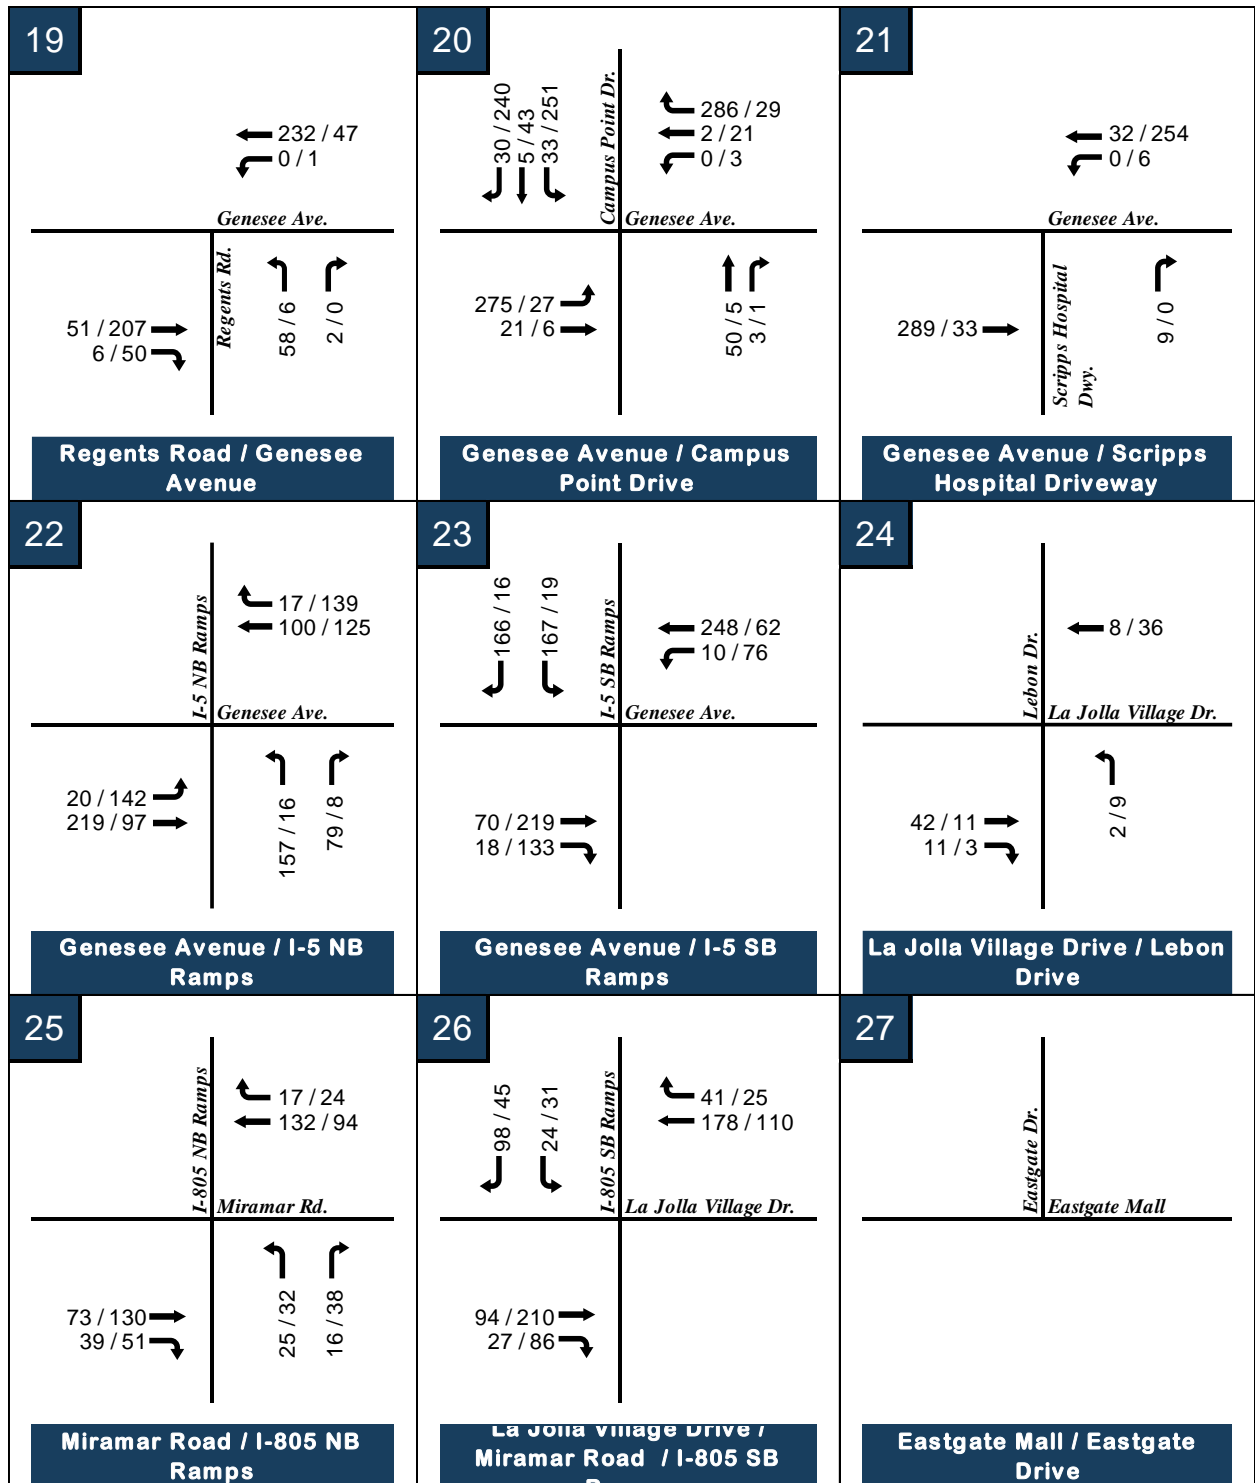 19
232 / 47
0 / 1
Genesee Ave.
Regents Rd.
51 / 207
6 / 50
58 / 6
2 / 0
Regents Road / Genesee
Avenue
20
30 / 240
5 / 43
33 / 251
Campus Point Dr.
286 / 29
2 / 21
0 / 3
Genesee Ave.
275 / 27
21 / 6
50 / 5
3 / 1
Genesee Avenue / Campus
Point Drive
21
32 / 254
0 / 6
Genesee Ave.
289 / 33
Scripps Hospital
Dwy.
9 / 0
Genesee Avenue / Scripps
Hospital Driveway
22
I-5 NB Ramps
17 / 139
100 / 125
Genesee Ave.
20 / 142
219 / 97
157 / 16
79 / 8
Genesee Avenue / I-5 NB
Ramps
23
166 / 16
167 / 19
I-5 SB Ramps
248 / 62
10 / 76
Genesee Ave.
70 / 219
18 / 133
Genesee Avenue / I-5 SB
Ramps
24
Lebon Dr.
8 / 36
La Jolla Village Dr.
42 / 11
11 / 3
2 / 9
La Jolla Village Drive / Lebon
Drive
25
I-805 NB Ramps
17 / 24
132 / 94
Miramar Rd.
73 / 130
39 / 51
25 / 32
16 / 38
Miramar Road / I-805 NB
Ramps
26
98 / 45
24 / 31
I-805 SB Ramps
41 / 25
178 / 110
La Jolla Village Dr.
94 / 210
27 / 86
La Jolla Village Drive /
Miramar Road / I-805 SB
27
Eastgate Dr.
Eastgate Mall
Eastgate Mall / Eastgate
Drive